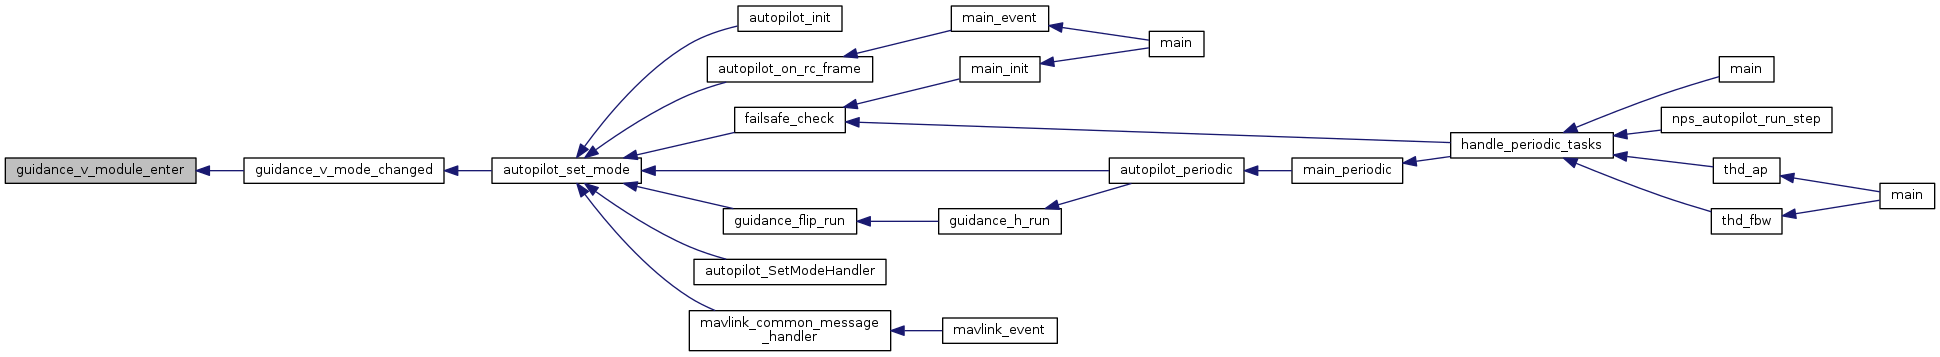 guidance_v_module_enter
guidance_v_mode_changed
autopilot_set_mode
autopilot_init
autopilot_on_rc_frame
failsafe_check
autopilot_periodic
guidance_flip_run
autopilot_SetModeHandler
mavlink_common_message
_handler
main_event
main_init
main
guidance_h_run
mavlink_event
main_periodic
handle_periodic_tasks
main
nps_autopilot_run_step
thd_ap
thd_fbw
main